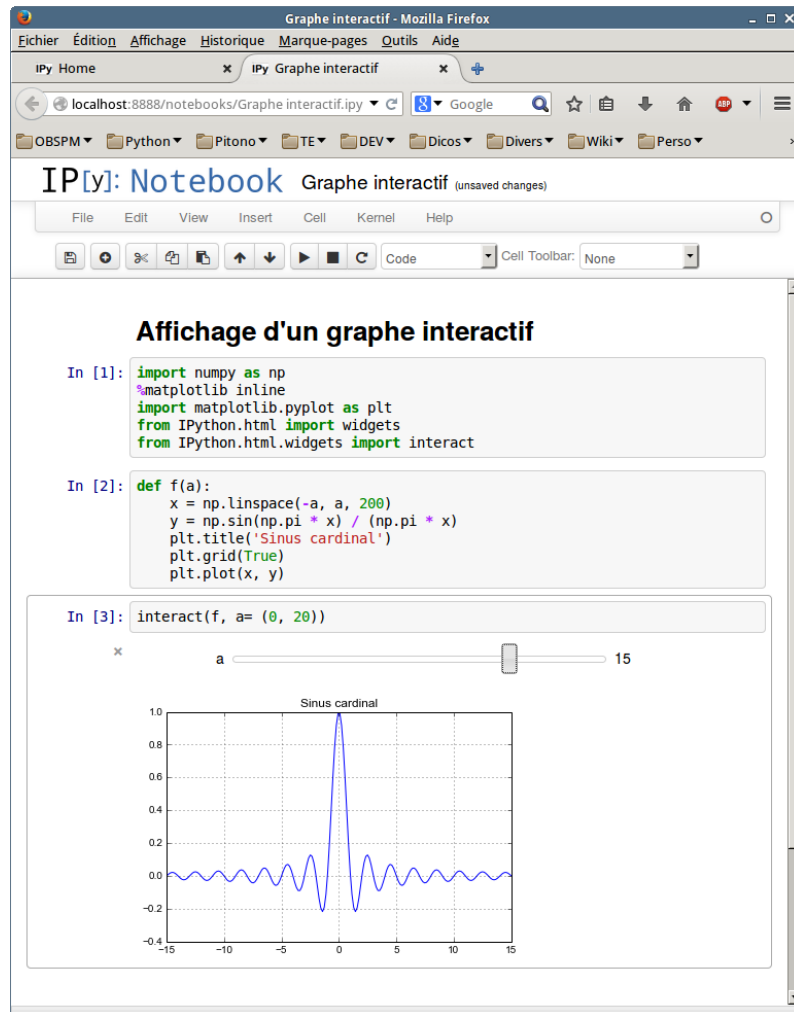 Graphe interactif - Mozilla Firefox
Fichier Édition Affichage Historique Marque-pages Outils Aide
IPy Home × IPy Graphe interactif ×
localhost:8888/notebooks/Graphe interactif.ipy 8 Google ABP
OBSPM Python Pitono TE DEV Dicos Divers Wiki Perso »
IP[y]: Notebook Graphe interactif (unsaved changes)
File Edit View Insert Cell Kernel Help
Code Cell Toolbar: None
Affichage d'un graphe interactif
In [1]: import numpy as np
%matplotlib inline
import matplotlib.pyplot as plt
from IPython.html import widgets
from IPython.html.widgets import interact
In [2]: def f(a):
    x = np.linspace(-a, a, 200)
    y = np.sin(np.pi * x) / (np.pi * x)
    plt.title('Sinus cardinal')
    plt.grid(True)
    plt.plot(x, y)
In [3]: interact(f, a= (0, 20))
× a 15
Sinus cardinal
1.0
0.8
0.6
0.4
0.2
0.0
−0.2
−0.4
−15 −10 −5 0 5 10 15